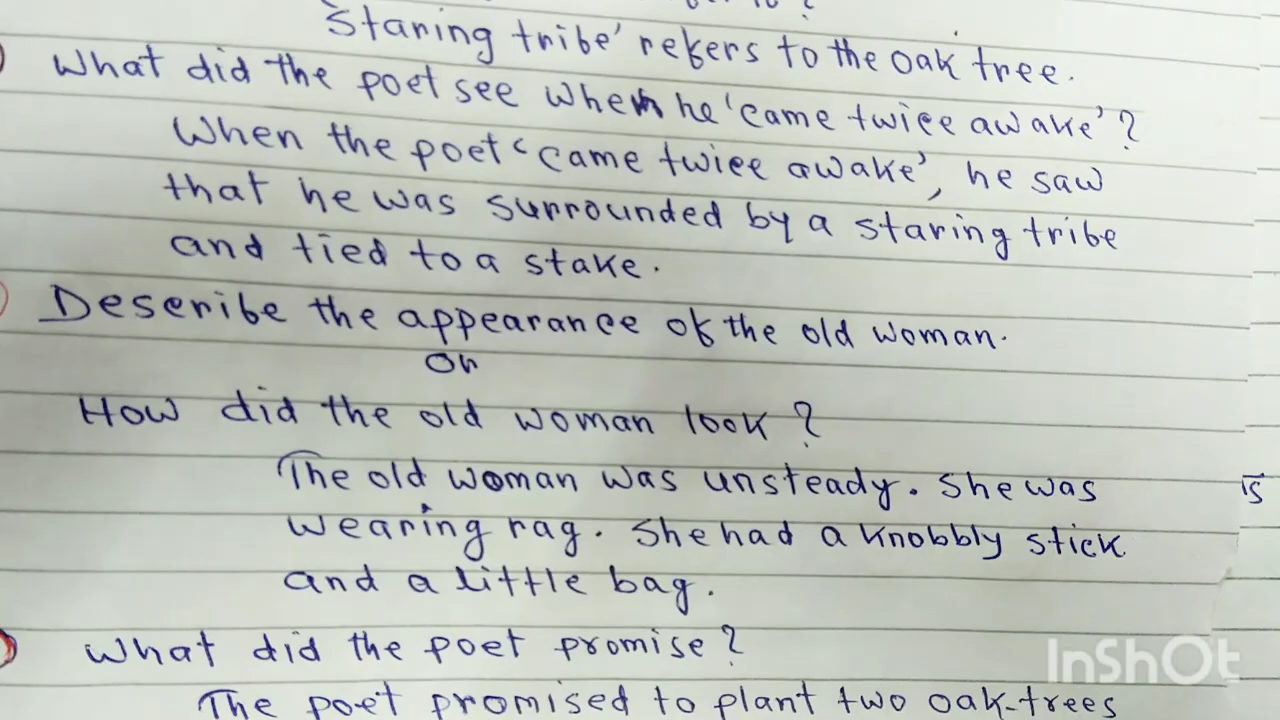 Staring tribe' refers to the oak tree.
What did the poet see when he 'came twice awake'?
When the poet 'came twice awake', he saw
that he was surrounded by a staring tribe
and tied to a stake.
Describe the appearance of the old woman.
Or
How did the old woman look?
The old woman was unsteady. She was
wearing rag. She had a knobbly stick
and a little bag.
What did the poet promise?
The poet promised to plant two oak-trees
is
InShOt